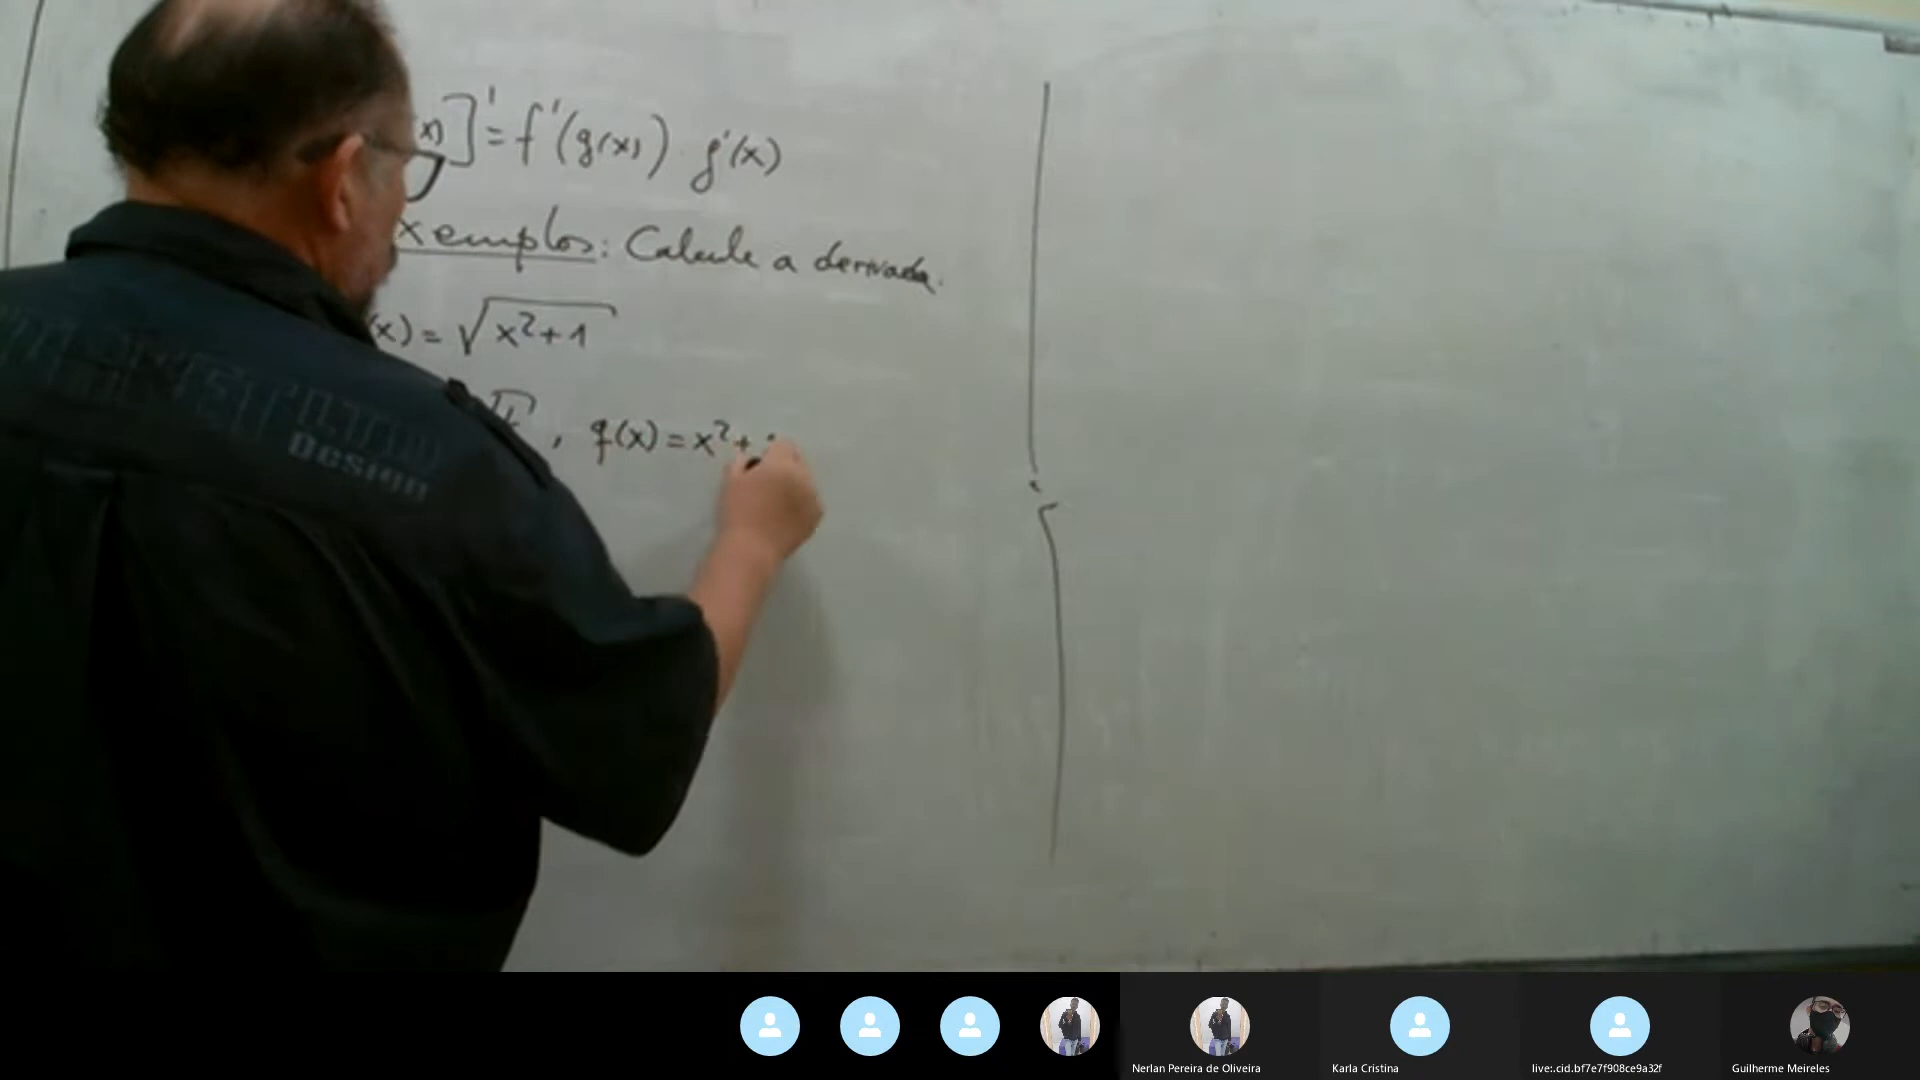 x)]' = f'(g(x)) g'(x)
xemplos: Calcule a derivada.
(x) = √x²+1
, g(x) = x²+
Design
Nerlan Pereira de Oliveira
Karla Cristina
live:.cid.bf7e7f908ce9a32f
Guilherme Meireles